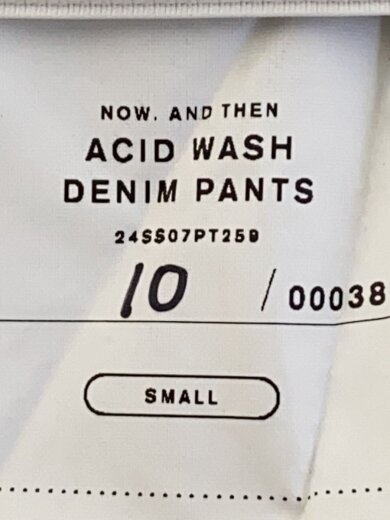 NOW, AND THEN
ACID WASH
DENIM PANTS
24SS07PT259
10 / 00038
SMALL